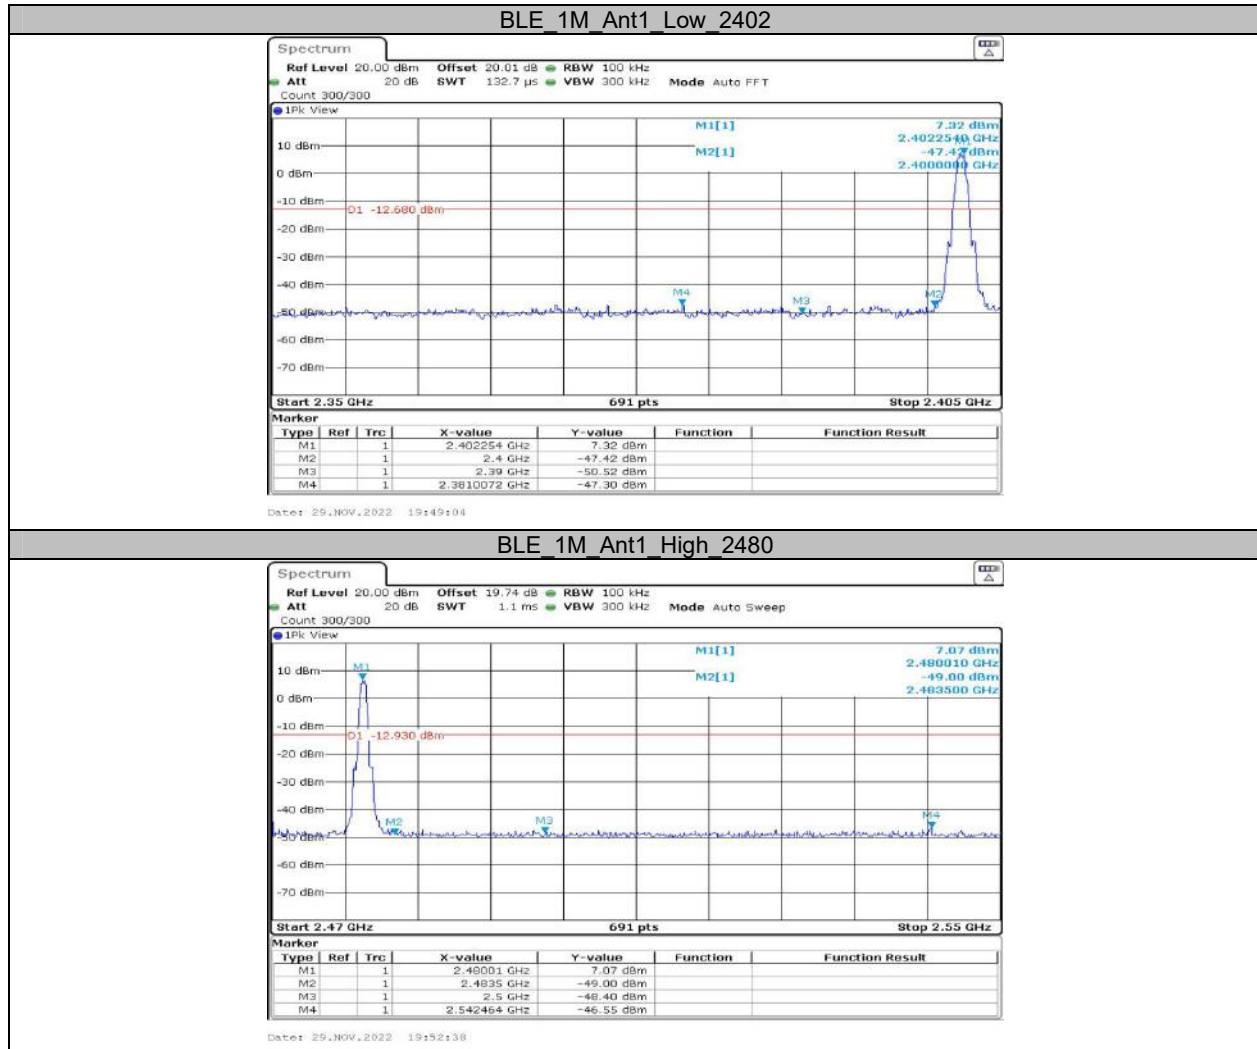 BLE_1M_Ant1_Low_2402
Spectrum
Ref Level 20.00 dBm Offset 20.01 dB RBW 100 kHz
Att 20 dB SWT 132.7 µs VBW 300 kHz Mode Auto FFT
Count 300/300
1Pk View
M1[1] 7.32 dBm
2.4022540 GHz
M2[1] -47.42 dBm
2.4000000 GHz
M1
10 dBm
0 dBm
-10 dBm
D1 -12.680 dBm
-20 dBm
-30 dBm
-40 dBm
M4 M3 M2
-50 dBm
-60 dBm
-70 dBm
Start 2.35 GHz 691 pts Stop 2.405 GHz
Marker
Type Ref Trc X-value Y-value Function Function Result
M1 1 2.402254 GHz 7.32 dBm
M2 1 2.4 GHz -47.42 dBm
M3 1 2.39 GHz -50.52 dBm
M4 1 2.3810072 GHz -47.30 dBm
Date: 29.NOV.2022 19:49:04
BLE_1M_Ant1_High_2480
Spectrum
Ref Level 20.00 dBm Offset 19.74 dB RBW 100 kHz
Att 20 dB SWT 1.1 ms VBW 300 kHz Mode Auto Sweep
Count 300/300
1Pk View
M1[1] 7.07 dBm
2.480010 GHz
M2[1] -49.00 dBm
2.483500 GHz
M1
10 dBm
0 dBm
-10 dBm
D1 -12.930 dBm
-20 dBm
-30 dBm
-40 dBm
M2 M3 M4
-50 dBm
-60 dBm
-70 dBm
Start 2.47 GHz 691 pts Stop 2.55 GHz
Marker
Type Ref Trc X-value Y-value Function Function Result
M1 1 2.48001 GHz 7.07 dBm
M2 1 2.4835 GHz -49.00 dBm
M3 1 2.5 GHz -48.40 dBm
M4 1 2.542464 GHz -46.55 dBm
Date: 29.NOV.2022 19:52:38